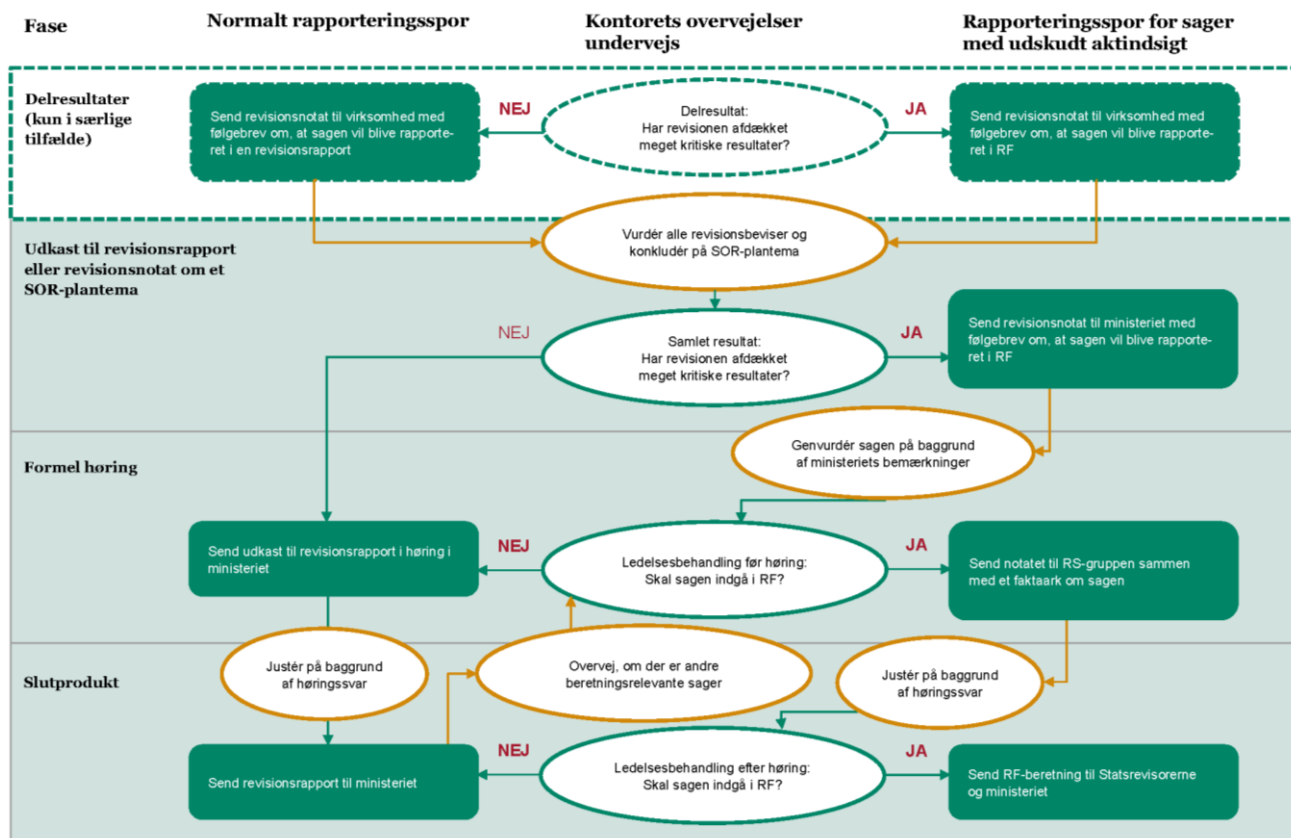 Fase
Normalt rapporteringsspor
Kontorets overvejelser
undervejs
Rapporteringsspor for sager
med udskudt aktindsigt
Delresultater
(kun i særlige
tilfælde)
Send revisionsnotat til virksomhed med
følgebrev om, at sagen vil blive rapporte-
ret i en revisionsrapport
NEJ
Delresultat:
Har revisionen afdækket
meget kritiske resultater?
JA
Send revisionsnotat til virksomhed med
følgebrev om, at sagen vil blive rapporte-
ret i RF
Udkast til revisionsrapport
eller revisionsnotat om et
SOR-plantema
Vurdér alle revisionsbeviser og
konkludér på SOR-plantema
NEJ
Samlet resultat:
Har revisionen afdækket
meget kritiske resultater?
JA
Send revisionsnotat til ministeriet med
følgebrev om, at sagen vil blive rapporte-
ret i RF
Formel høring
Genvurdér sagen på baggrund
af ministeriets bemærkninger
Send udkast til revisionsrapport i høring i
ministeriet
NEJ
Ledelsesbehandling før høring:
Skal sagen indgå i RF?
JA
Send notatet til RS-gruppen sammen
med et faktaark om sagen
Slutprodukt
Justér på baggrund
af høringssvar
Overvej, om der er andre
beretningsrelevante sager
Justér på baggrund
af høringssvar
Send revisionsrapport til ministeriet
NEJ
Ledelsesbehandling efter høring:
Skal sagen indgå i RF?
JA
Send RF-beretning til Statsrevisorerne
og ministeriet